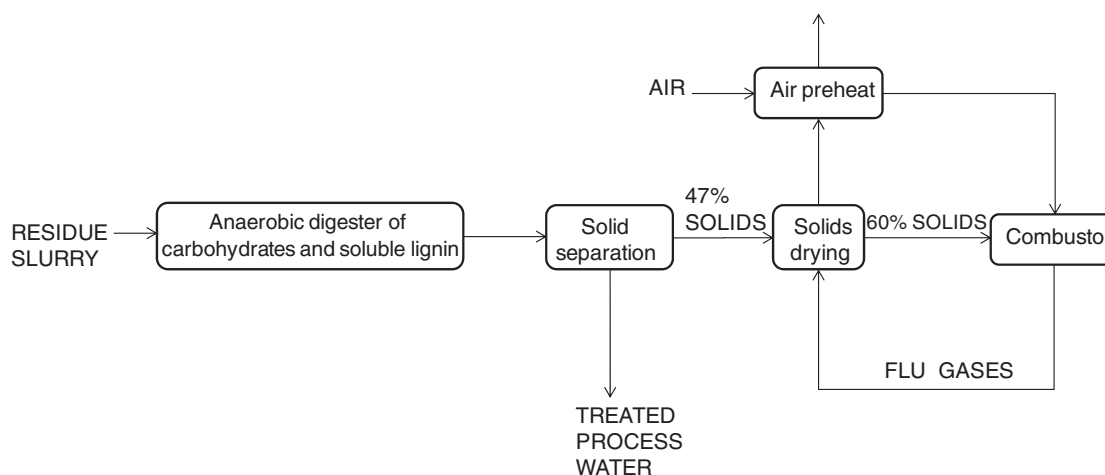 AIR
Air preheat
RESIDUE
SLURRY
Anaerobic digester of
carbohydrates and soluble lignin
Solid
separation
47%
SOLIDS
Solids
drying
60% SOLIDS
Combusto
FLU GASES
TREATED
PROCESS
WATER